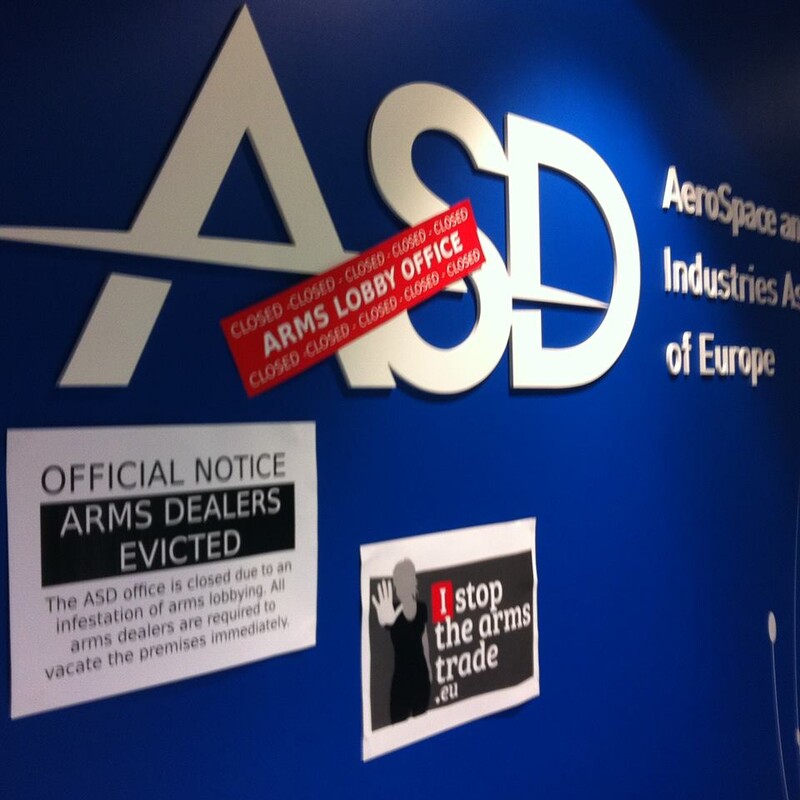 ASD
AeroSpace
Industries
of Europe
CLOSED -CLOSED - CLOSED - CLOSED - CLOSED
ARMS LOBBY OFFICE
CLOSED -CLOSED - CLOSED - CLOSED - CLOSED
OFFICIAL NOTICE
ARMS DEALERS
EVICTED
The ASD office is closed due to an
infestation of arms lobbying. All
arms dealers are required to
vacate the premises immediately.
I stop
the arms
trade
.eu